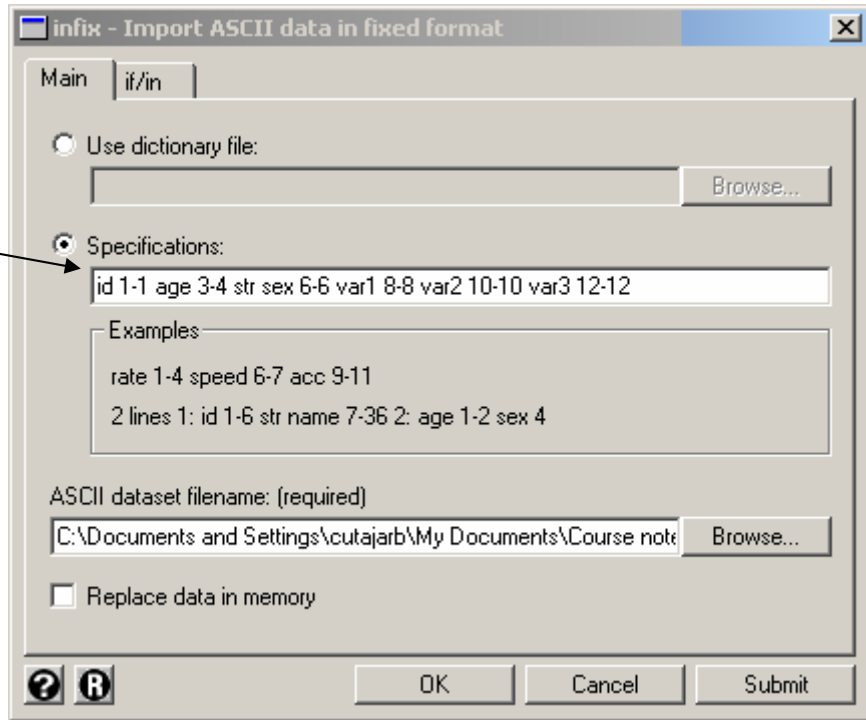 infix - Import ASCII data in fixed format
Main if/in
Use dictionary file:
Browse...
Specifications:
id 1-1 age 3-4 str sex 6-6 var1 8-8 var2 10-10 var3 12-12
Examples
rate 1-4 speed 6-7 acc 9-11
2 lines 1: id 1-6 str name 7-36 2: age 1-2 sex 4
ASCII dataset filename: (required)
C:\Documents and Settings\cutajarb\My Documents\Course note
Browse...
Replace data in memory
? R OK Cancel Submit